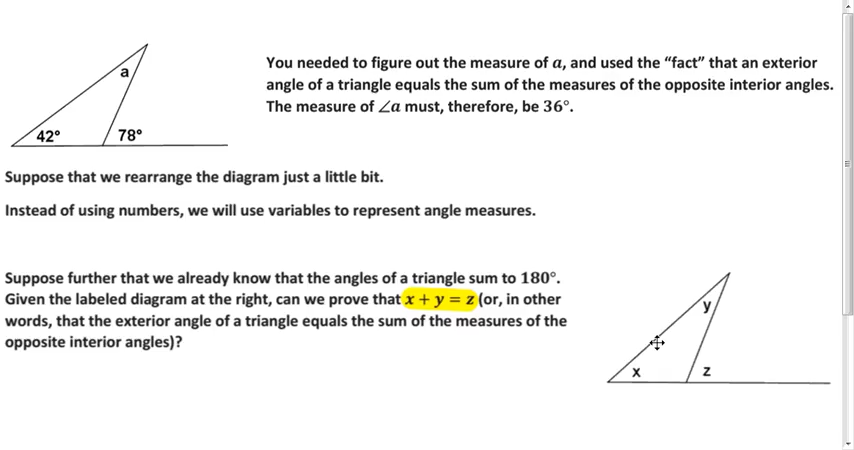 a
42° 78°
You needed to figure out the measure of a, and used the “fact” that an exterior
angle of a triangle equals the sum of the measures of the opposite interior angles.
The measure of ∠a must, therefore, be 36°.
Suppose that we rearrange the diagram just a little bit.
Instead of using numbers, we will use variables to represent angle measures.
Suppose further that we already know that the angles of a triangle sum to 180°.
Given the labeled diagram at the right, can we prove that x + y = z (or, in other
words, that the exterior angle of a triangle equals the sum of the measures of the
opposite interior angles)?
y
x z